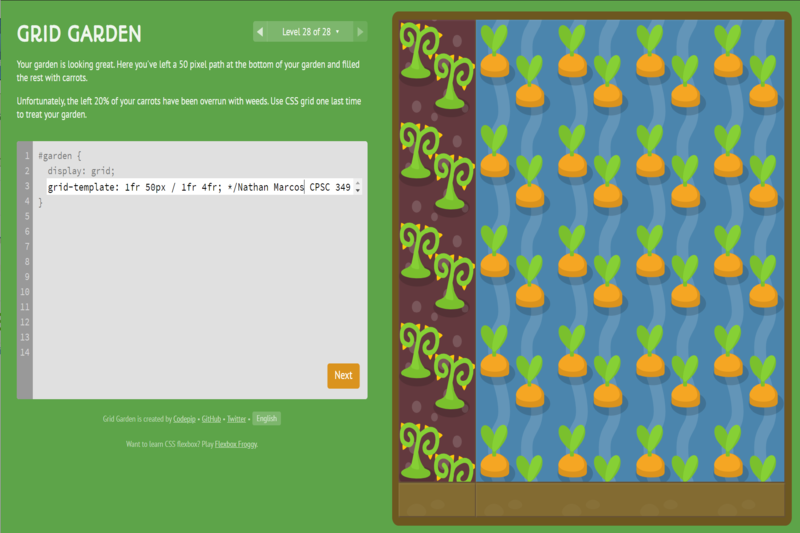 GRID GARDEN
◀ Level 28 of 28 ▾ ▶
Your garden is looking great. Here you've left a 50 pixel path at the bottom of your garden and filled
the rest with carrots.
Unfortunately, the left 20% of your carrots have been overrun with weeds. Use CSS grid one last time
to treat your garden.
1 #garden {
2 display: grid;
3 grid-template: 1fr 50px / 1fr 4fr; */Nathan Marcos CPSC 349
4 }
5
6
7
8
9
10
11
12
13
14
Next
Grid Garden is created by Codepip • GitHub • Twitter • English
Want to learn CSS flexbox? Play Flexbox Froggy.